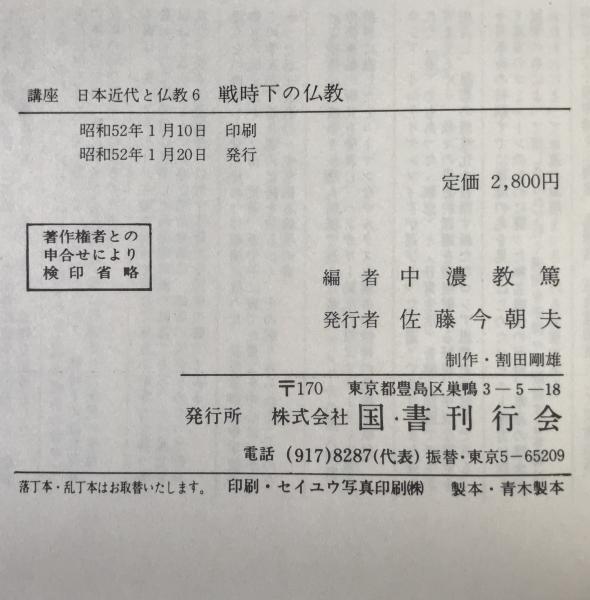 講座 日本近代と仏教6 戦時下の仏教
昭和52年1月10日 印刷
昭和52年1月20日 発行
定価 2,800円
著作権者との
申合せにより
検印省略
編者 中濃教篤
発行者 佐藤今朝夫
制作・割田剛雄
〒170 東京都豊島区巣鴨3-5-18
発行所 株式会社 国書刊行会
電話 (917)8287(代表) 振替・東京5-65209
落丁本・乱丁本はお取替いたします。 印刷・セイユウ写真印刷㈱ 製本・青木製本